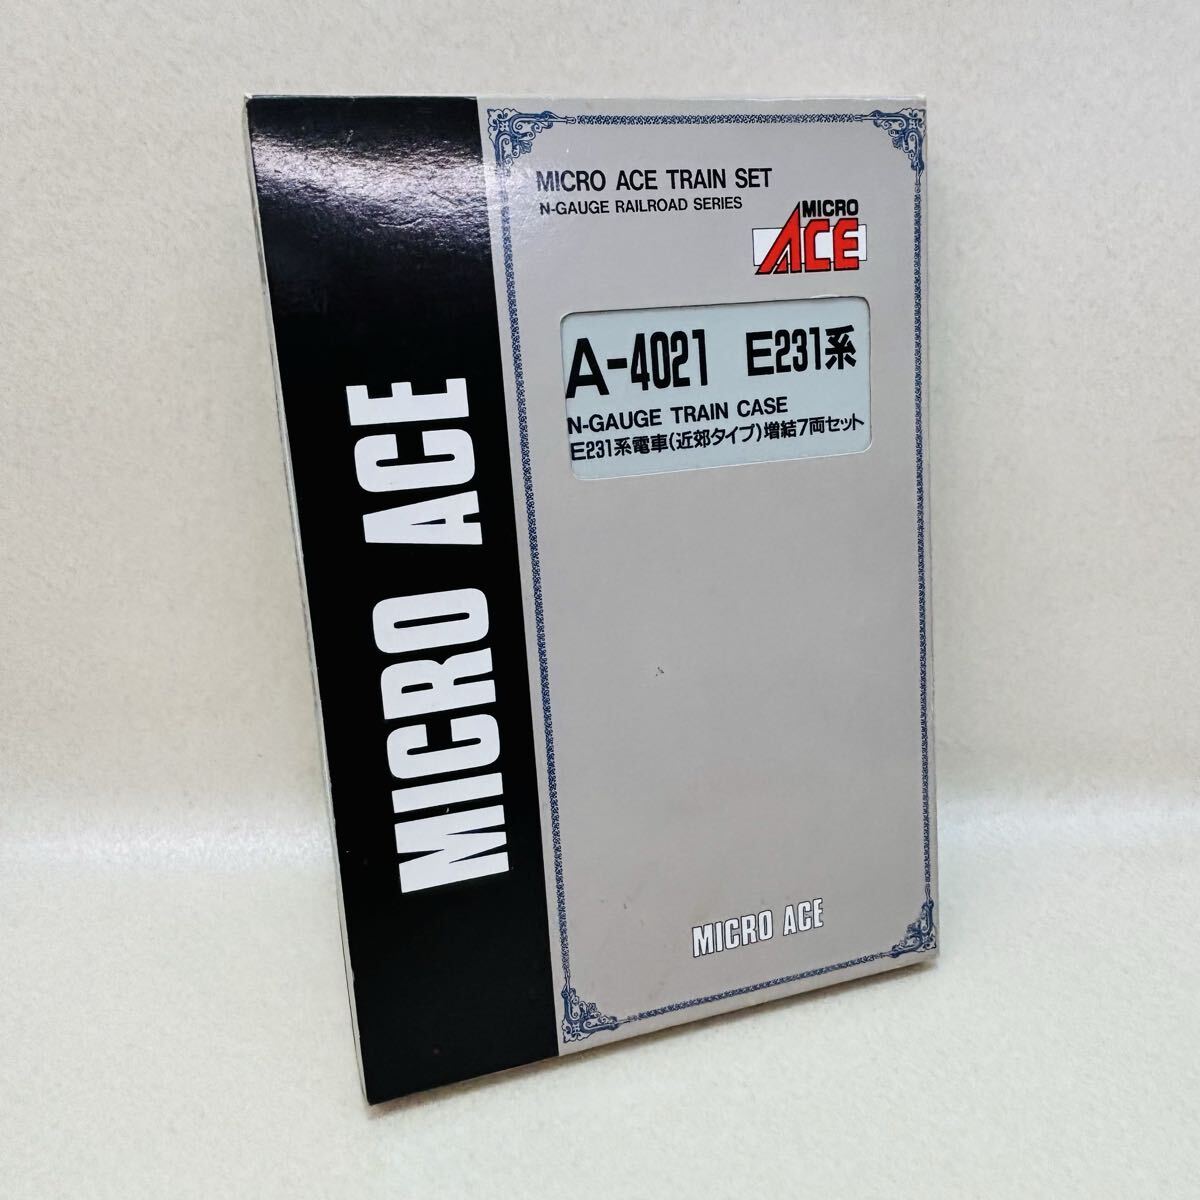 MICRO ACE
MICRO ACE TRAIN SET
N-GAUGE RAILROAD SERIES
MICRO
ACE
A-4021 E231系
N-GAUGE TRAIN CASE
E231系電車(近郊タイプ)増結7両セット
MICRO ACE